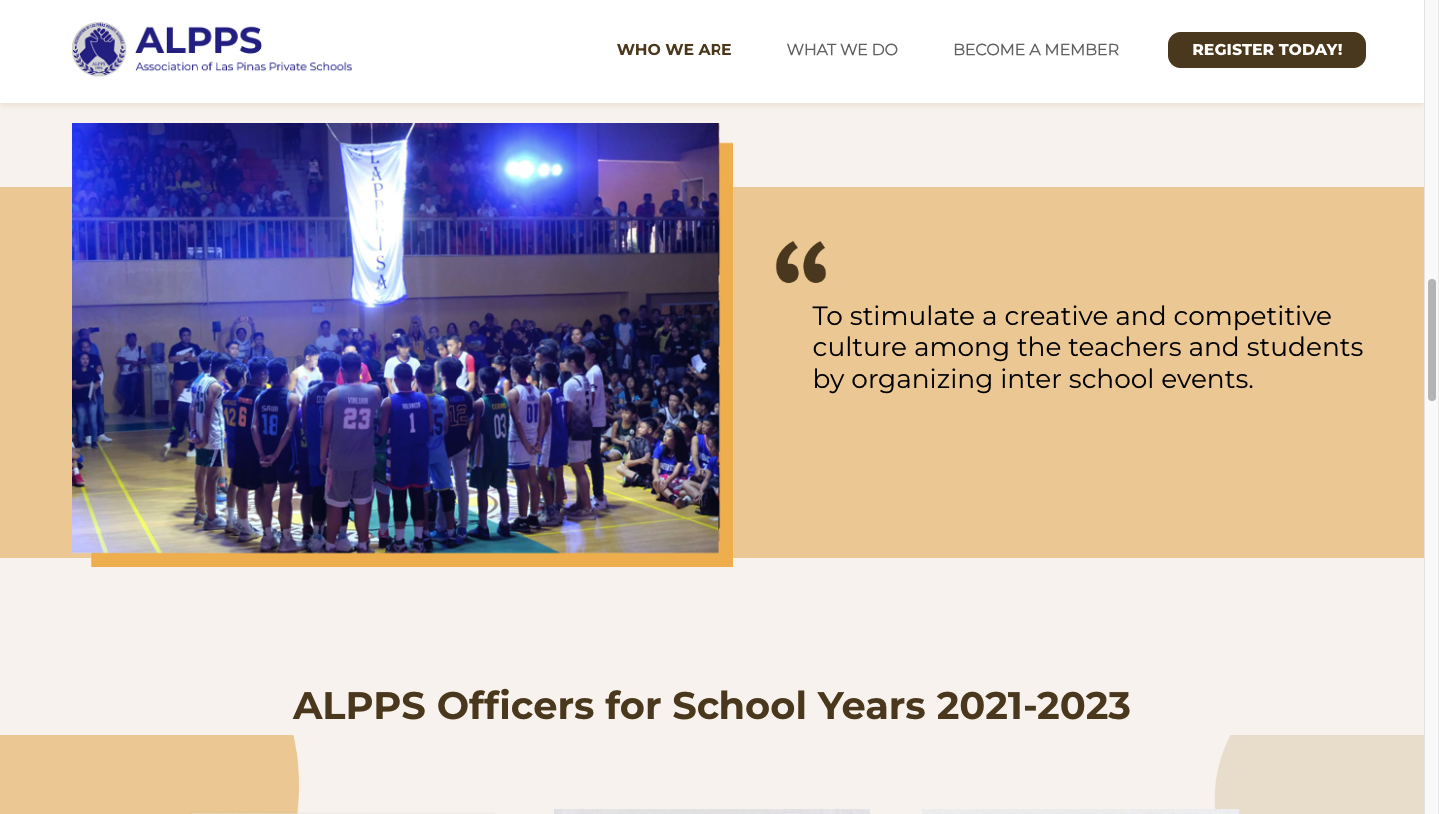 ALPPS
Association of Las Pinas Private Schools
WHO WE ARE
WHAT WE DO
BECOME A MEMBER
REGISTER TODAY!
LAPPRISA
23
1
18
12
6
01
12
03
“
To stimulate a creative and competitive
culture among the teachers and students
by organizing inter school events.
ALPPS Officers for School Years 2021-2023